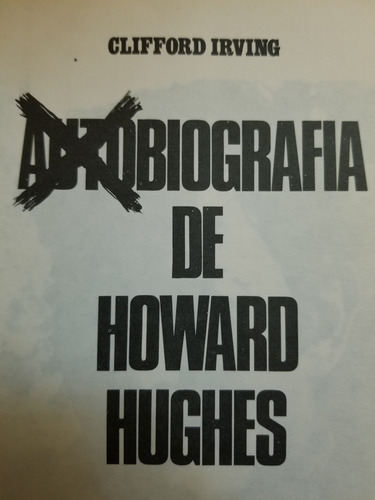 CLIFFORD IRVING
AUTOBIOGRAFIA
DE
HOWARD
HUGHES